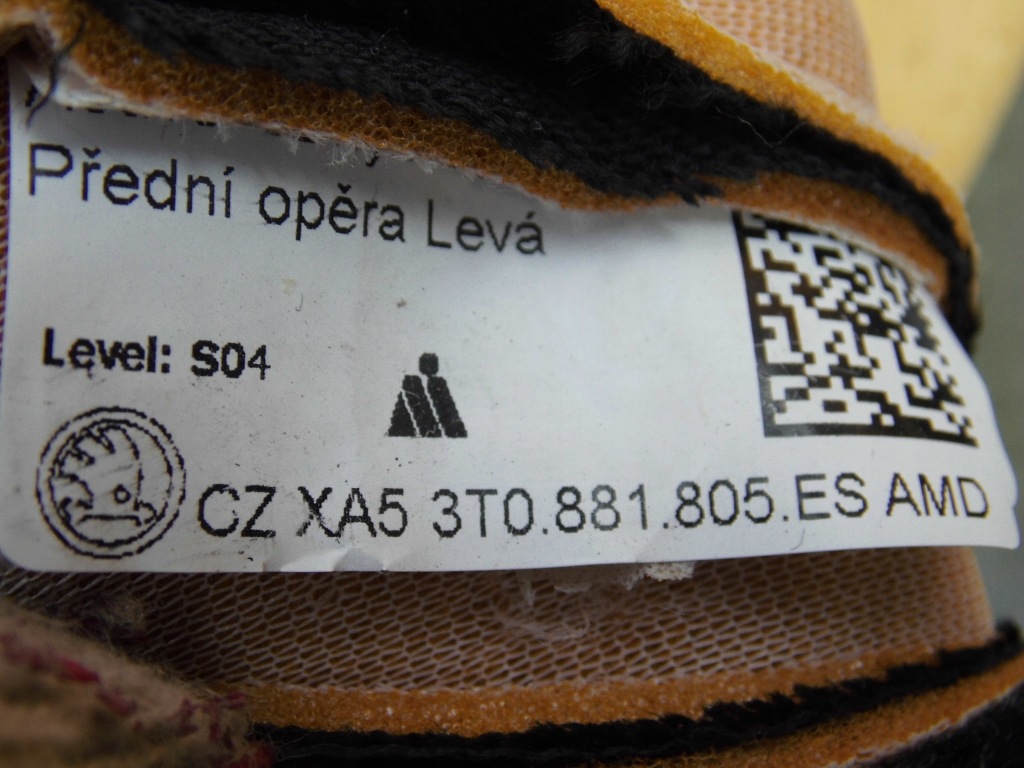 Přední opěra Levá
Level: S04
CZ XA5 3T0.881.805.ES AMD